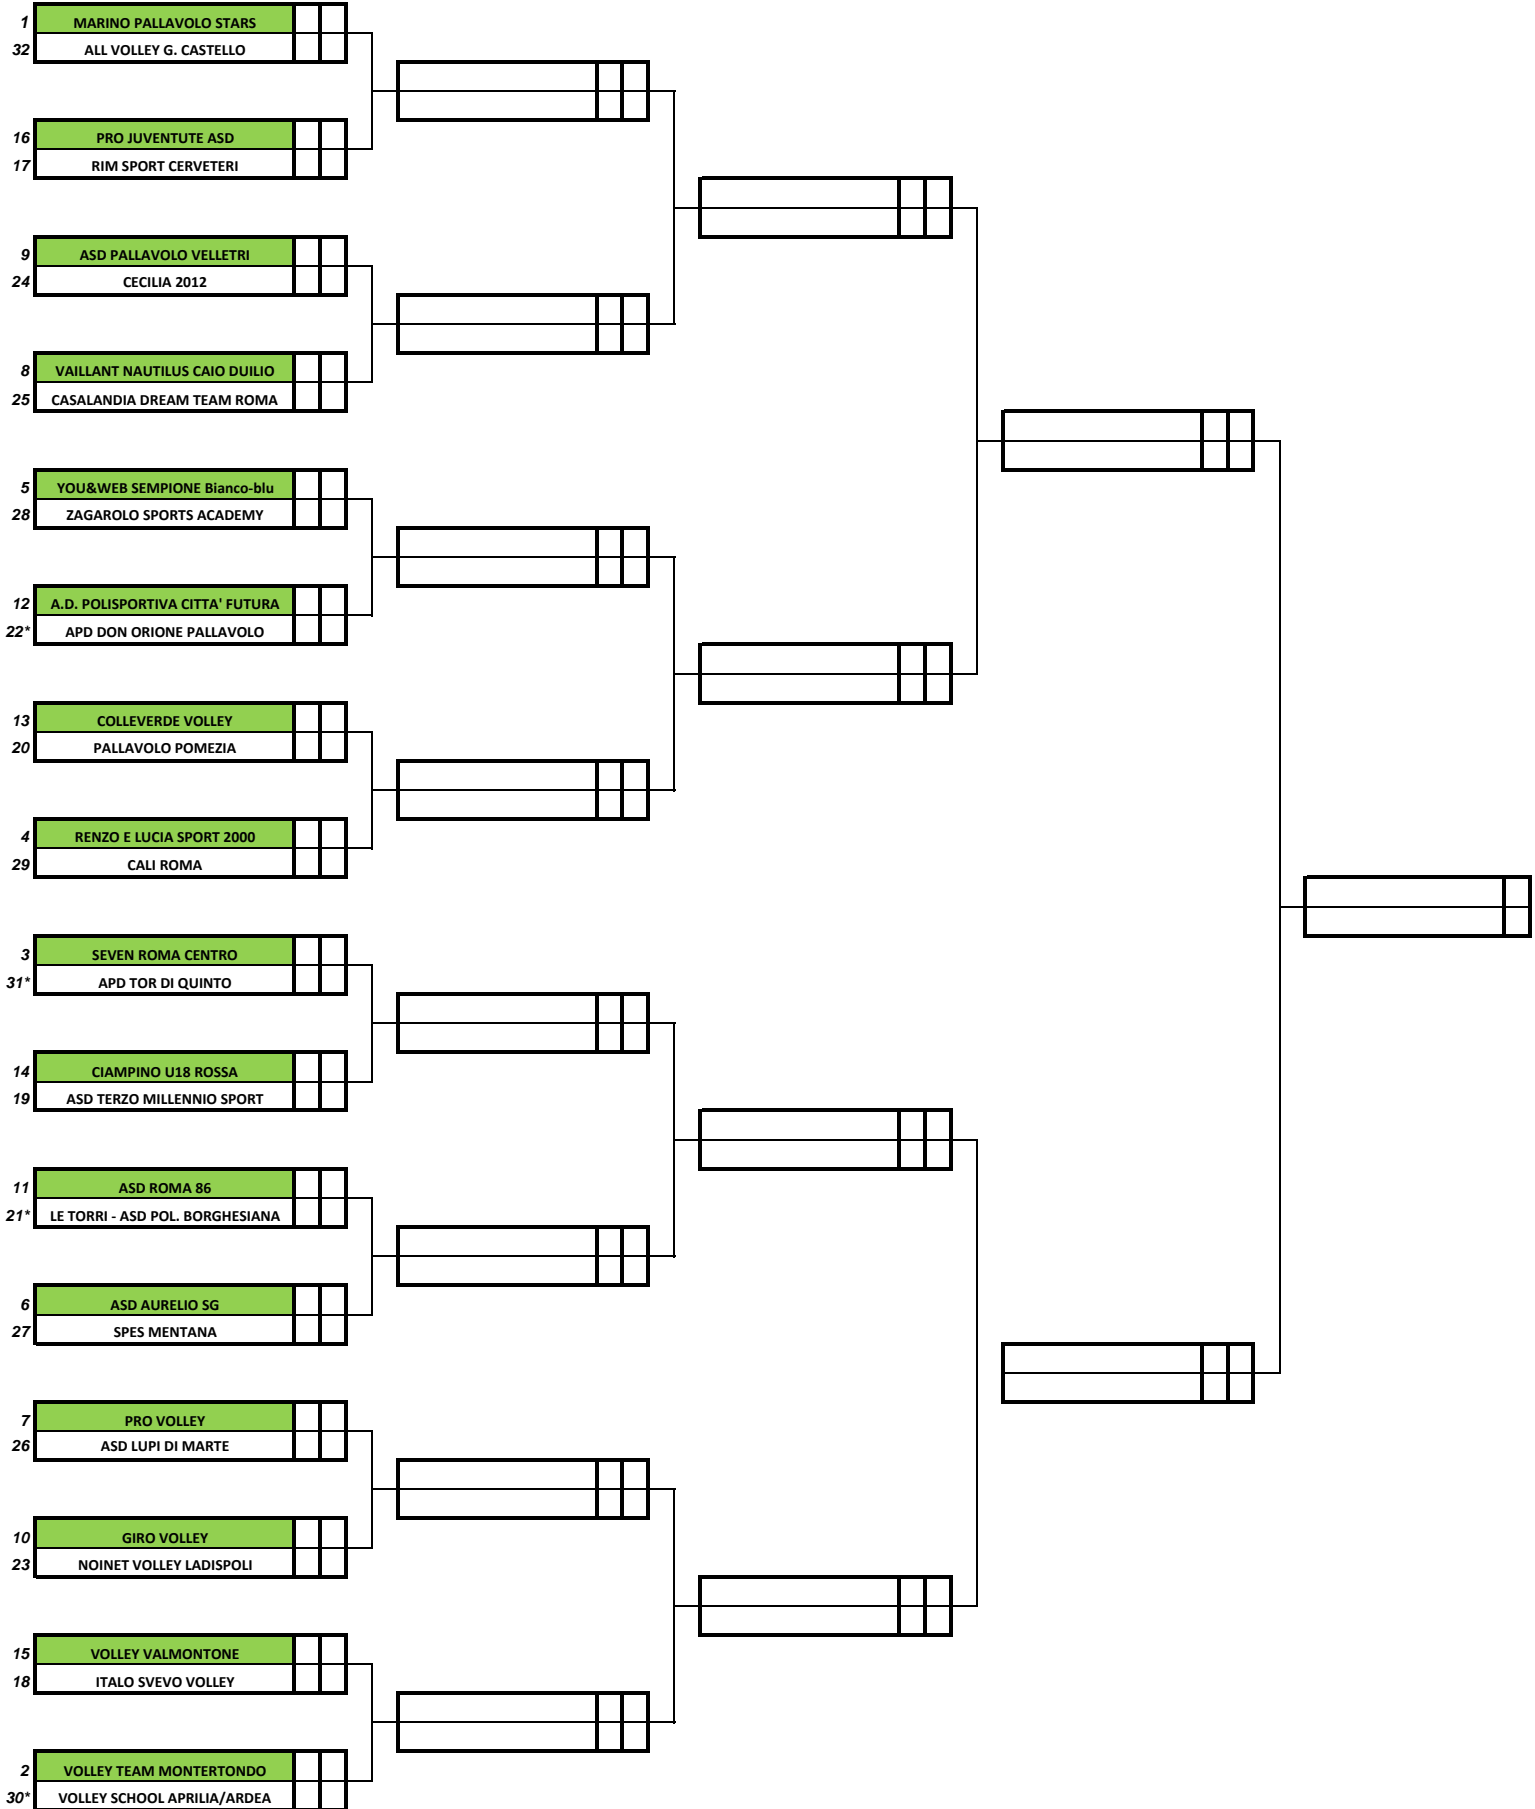 1 MARINO PALLAVOLO STARS
32 ALL VOLLEY G. CASTELLO
16 PRO JUVENTUTE ASD
17 RIM SPORT CERVETERI
9 ASD PALLAVOLO VELLETRI
24 CECILIA 2012
8 VAILLANT NAUTILUS CAIO DUILIO
25 CASALANDIA DREAM TEAM ROMA
5 YOU&WEB SEMPIONE Bianco-blu
28 ZAGAROLO SPORTS ACADEMY
12 A.D. POLISPORTIVA CITTA' FUTURA
22* APD DON ORIONE PALLAVOLO
13 COLLEVERDE VOLLEY
20 PALLAVOLO POMEZIA
4 RENZO E LUCIA SPORT 2000
29 CALI ROMA
3 SEVEN ROMA CENTRO
31* APD TOR DI QUINTO
14 CIAMPINO U18 ROSSA
19 ASD TERZO MILLENNIO SPORT
11 ASD ROMA 86
21* LE TORRI - ASD POL. BORGHESIANA
6 ASD AURELIO SG
27 SPES MENTANA
7 PRO VOLLEY
26 ASD LUPI DI MARTE
10 GIRO VOLLEY
23 NOINET VOLLEY LADISPOLI
15 VOLLEY VALMONTONE
18 ITALO SVEVO VOLLEY
2 VOLLEY TEAM MONTERTONDO
30* VOLLEY SCHOOL APRILIA/ARDEA